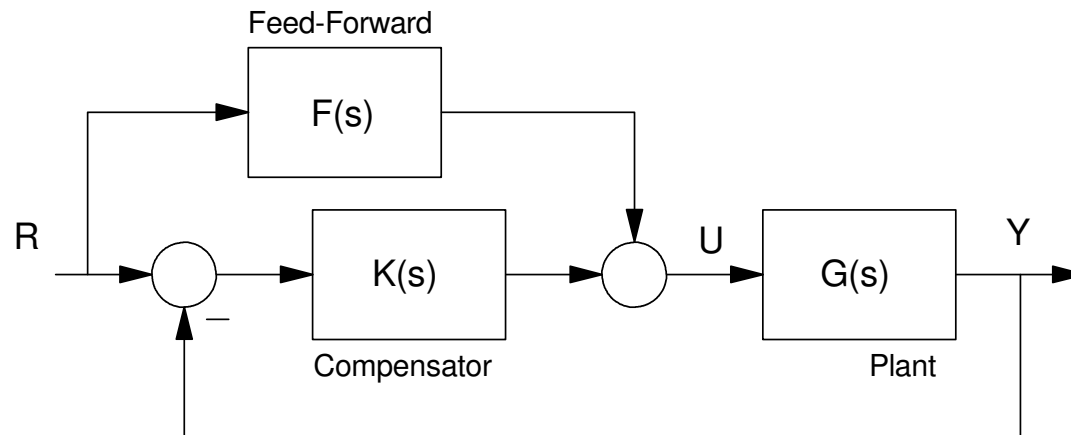 Feed-Forward
F(s)
R
K(s)
U
G(s)
Y
–
Compensator
Plant